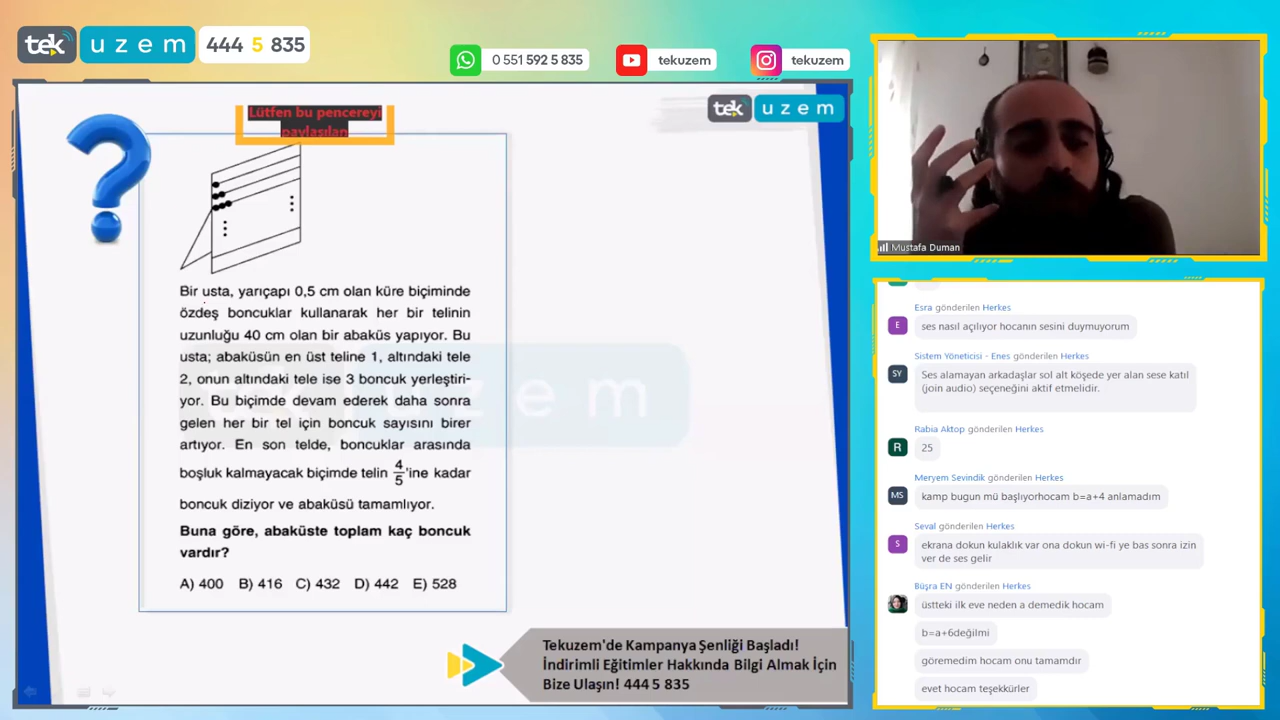 tek uzem 444 5 835
0 551 592 5 835
tekuzem
tekuzem
tek uzem
Lütfen bu pencereyi
paylaşılan
Bir usta, yarıçapı 0,5 cm olan küre biçiminde
özdeş boncuklar kullanarak her bir telinin
uzunluğu 40 cm olan bir abaküs yapıyor. Bu
usta; abaküsün en üst teline 1, altındaki tele
2, onun altındaki tele ise 3 boncuk yerleştiri-
yor. Bu biçimde devam ederek daha sonra
gelen her bir tel için boncuk sayısını birer
artıyor. En son telde, boncuklar arasında
boşluk kalmayacak biçimde telin 4/5'ine kadar
boncuk diziyor ve abaküsü tamamlıyor.
Buna göre, abaküste toplam kaç boncuk
vardır?
A) 400 B) 416 C) 432 D) 442 E) 528
uzem
Tekuzem'de Kampanya Şenliği Başladı!
İndirimli Eğitimler Hakkında Bilgi Almak İçin
Bize Ulaşın! 444 5 835
Mustafa Duman
Esra gönderilen Herkes
E
ses nasıl açılıyor hocanın sesini duymuyorum
Sistem Yöneticisi - Enes gönderilen Herkes
SY
Ses alamayan arkadaşlar sol alt köşede yer alan sese katıl
(join audio) seçeneğini aktif etmelidir.
Rabia Aktop gönderilen Herkes
R
25
Meryem Sevindik gönderilen Herkes
MS
kamp bugun mü başlıyorhocam b=a+4 anlamadım
Seval gönderilen Herkes
S
ekrana dokun kulaklık var ona dokun wi-fi ye bas sonra izin
ver de ses gelir
Büşra EN gönderilen Herkes
üstteki ilk eve neden a demedik hocam
b=a+6değilmi
göremedim hocam onu tamamdır
evet hocam teşekkürler